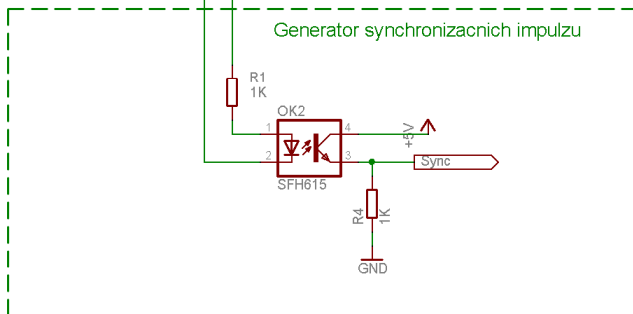 Generator synchronizacnich impulzu
R1
1K
OK2
1
4
+5V
2
3
Sync
SFH615
R4
1K
GND